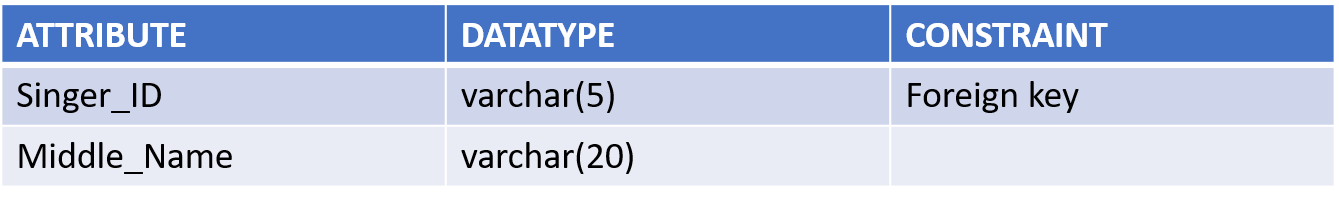 ATTRIBUTE DATATYPE CONSTRAINT
Singer_ID varchar(5) Foreign key
Middle_Name varchar(20)